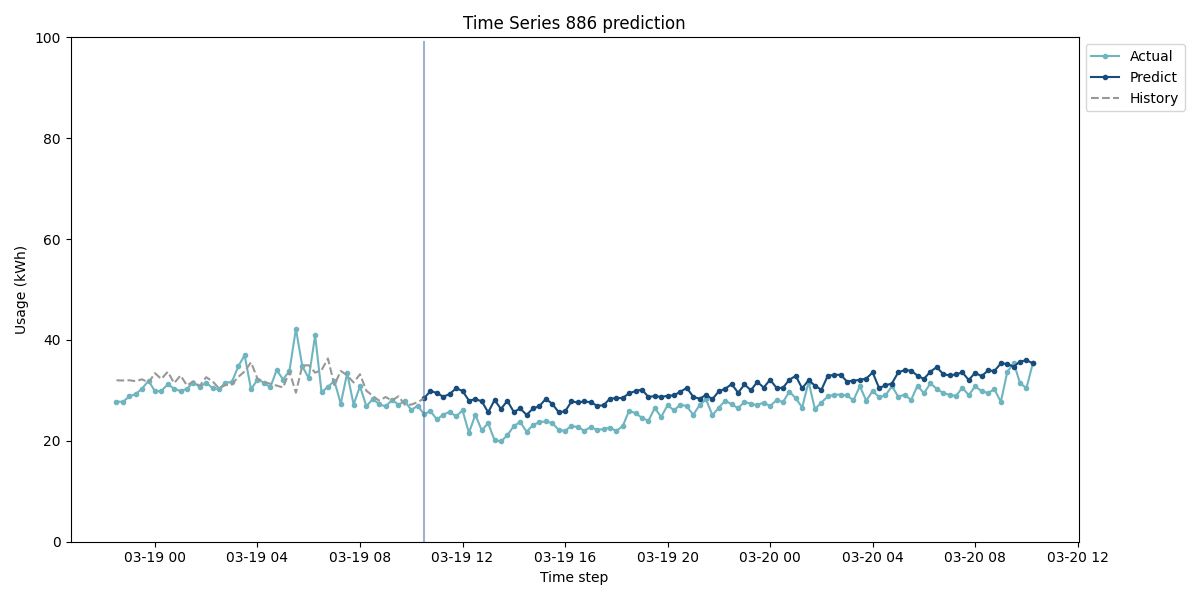 Time Series 886 prediction
100
80
60
40
20
0
Usage (kWh)
03-19 00 03-19 04 03-19 08 03-19 12 03-19 16 03-19 20 03-20 00 03-20 04 03-20 08 03-20 12
Time step
Actual
Predict
History